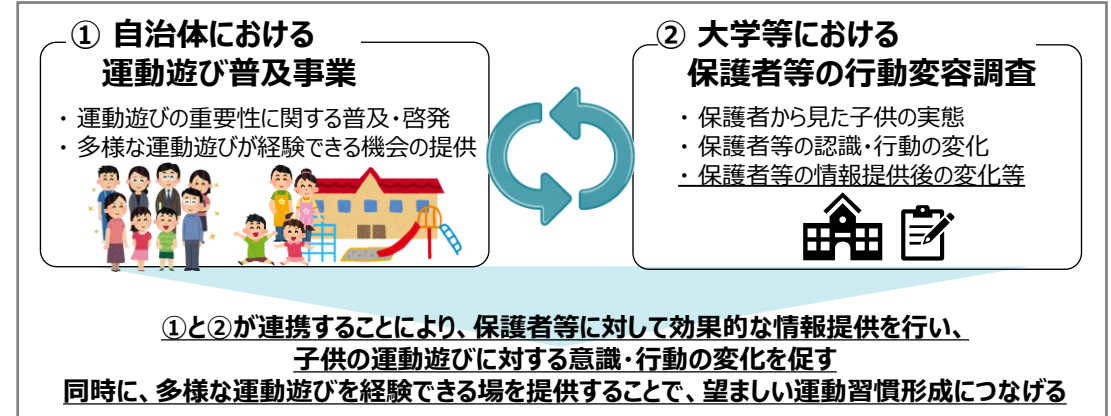 ① 自治体における
運動遊び普及事業
・運動遊びの重要性に関する普及・啓発
・多様な運動遊びが経験できる機会の提供
② 大学等における
保護者等の行動変容調査
・保護者から見た子供の実態
・保護者等の認識・行動の変化
・保護者等の情報提供後の変化等
①と②が連携することにより、保護者等に対して効果的な情報提供を行い、
子供の運動遊びに対する意識・行動の変化を促す
同時に、多様な運動遊びを経験できる場を提供することで、望ましい運動習慣形成につなげる